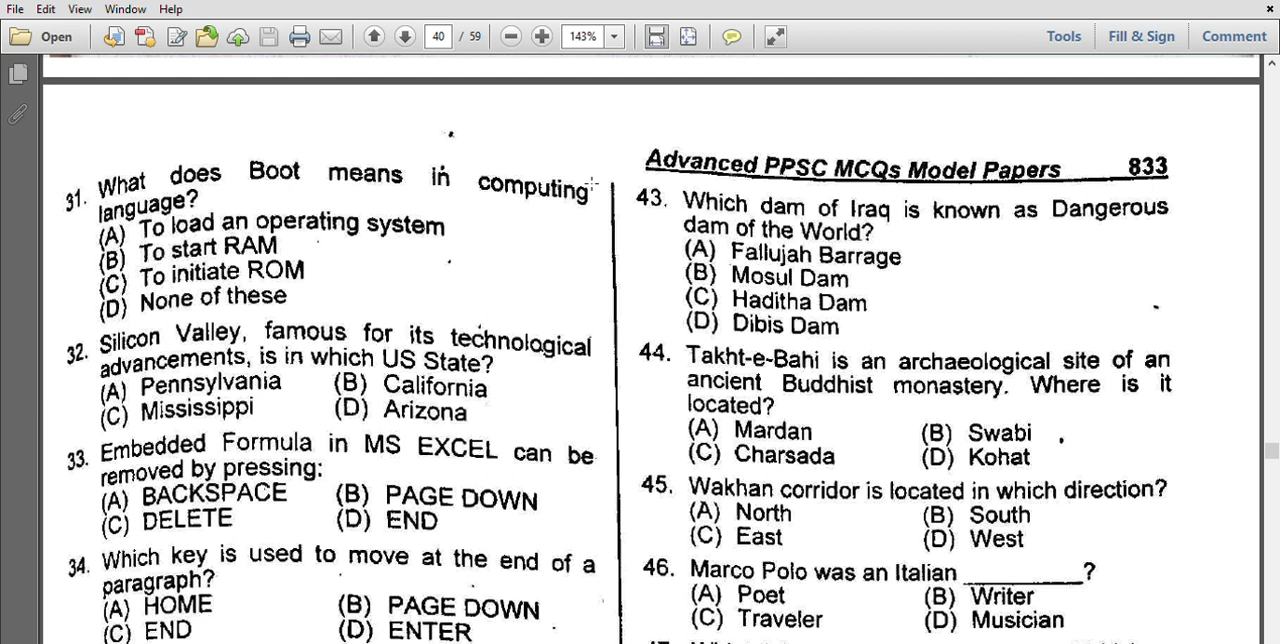 File Edit View Window Help
Open 40 / 59 143% Tools Fill & Sign Comment
31. What does Boot means in computing
language?
(A) To load an operating system
(B) To start RAM
(C) To initiate ROM
(D) None of these
32. Silicon Valley, famous for its technological
advancements, is in which US State?
(A) Pennsylvania (B) California
(C) Mississippi (D) Arizona
33. Embedded Formula in MS EXCEL can be
removed by pressing:
(A) BACKSPACE (B) PAGE DOWN
(C) DELETE (D) END
34. Which key is used to move at the end of a
paragraph?
(A) HOME (B) PAGE DOWN
(C) END (D) ENTER
Advanced PPSC MCQs Model Papers 833
43. Which dam of Iraq is known as Dangerous
dam of the World?
(A) Fallujah Barrage
(B) Mosul Dam
(C) Haditha Dam
(D) Dibis Dam
44. Takht-e-Bahi is an archaeological site of an
ancient Buddhist monastery. Where is it
located?
(A) Mardan (B) Swabi
(C) Charsada (D) Kohat
45. Wakhan corridor is located in which direction?
(A) North (B) South
(C) East (D) West
46. Marco Polo was an Italian __________?
(A) Poet (B) Writer
(C) Traveler (D) Musician